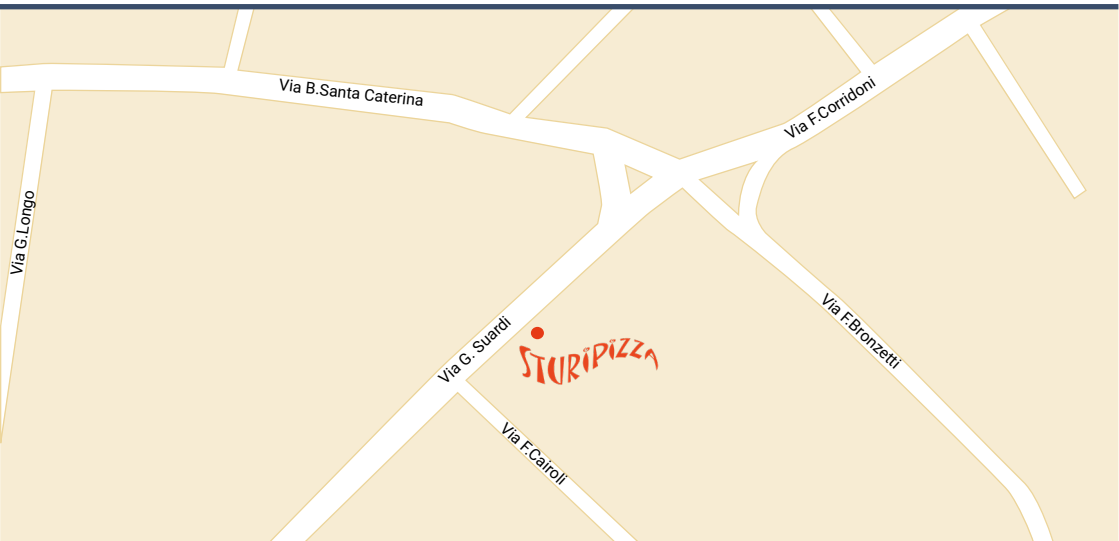 Via B.Santa Caterina
Via F.Corridoni
Via G.Longo
Via G. Suardi
STURiPiZZA
Via F.Bronzetti
Via F.Cairoli